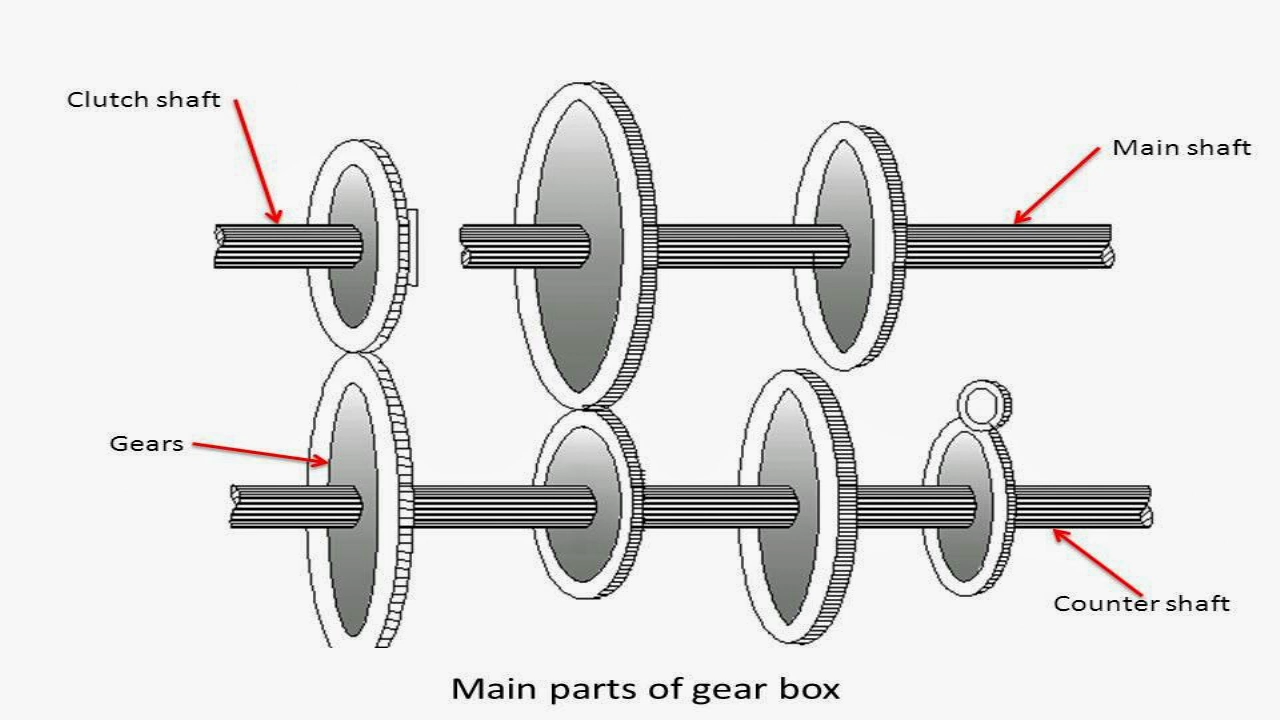 Clutch shaft
Main shaft
Gears
Counter shaft
Main parts of gear box